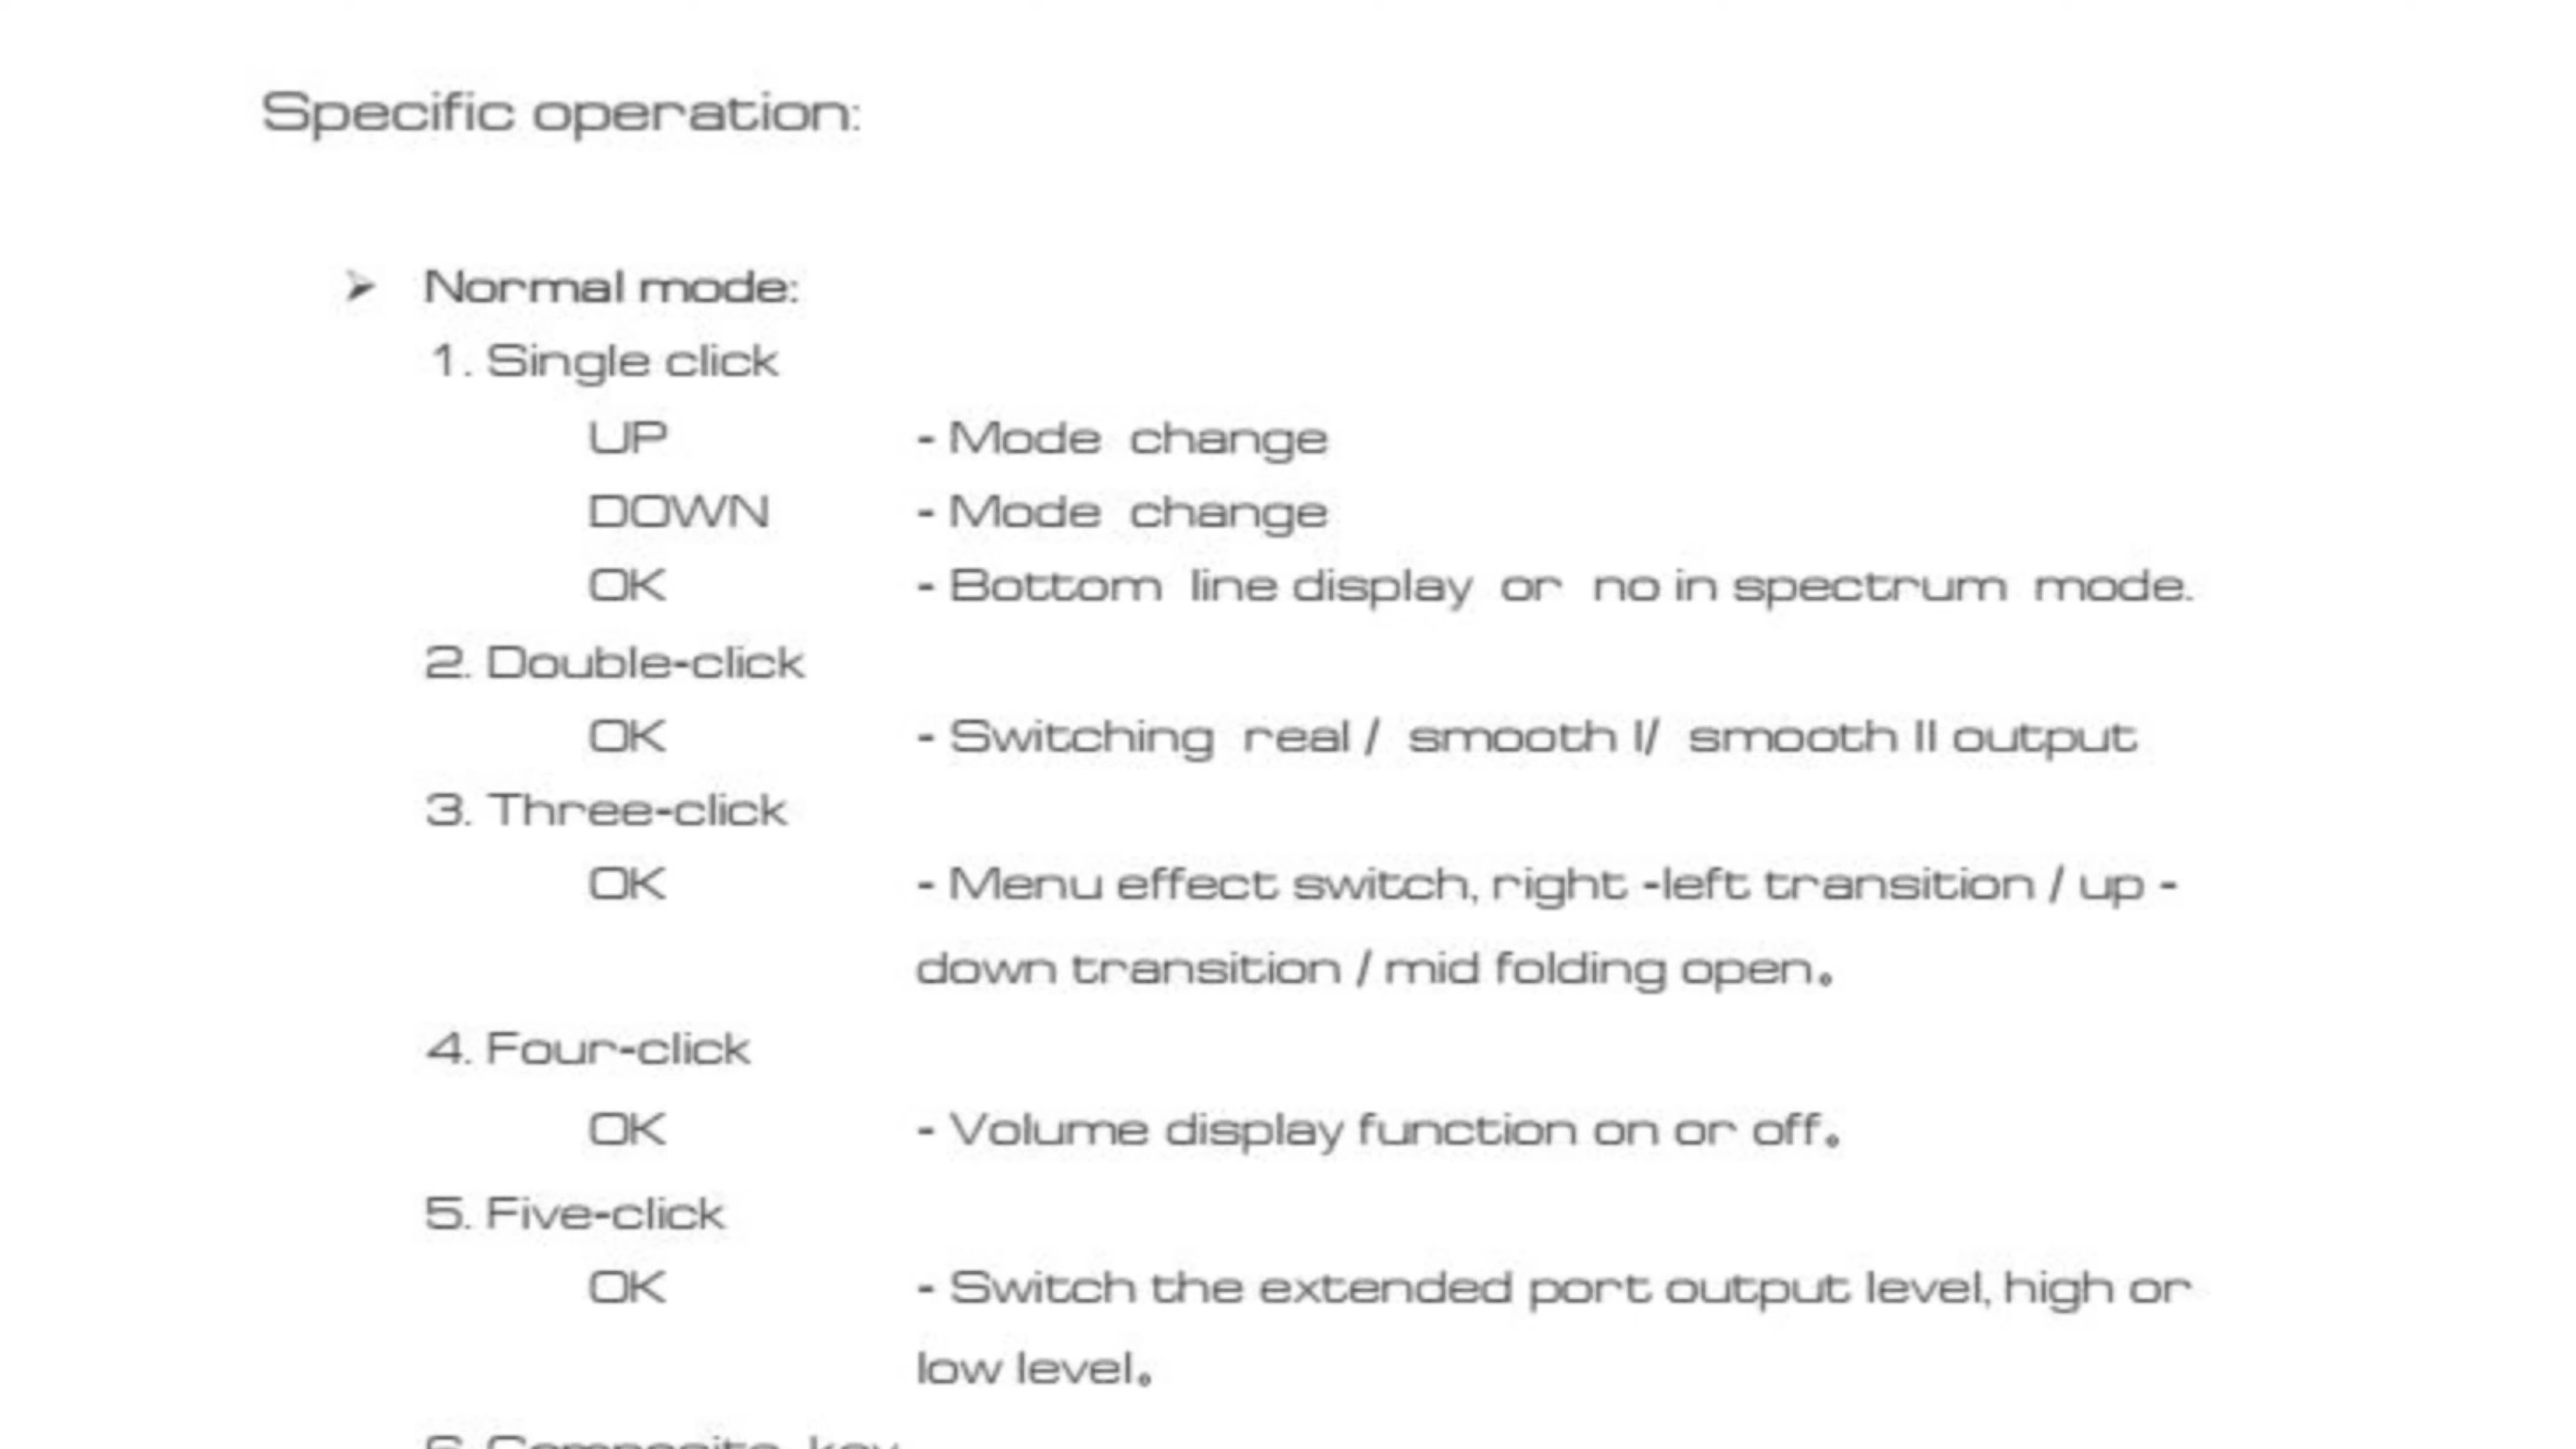 Specific operation:
➢ Normal mode:
1. Single click
UP - Mode change
DOWN - Mode change
OK - Bottom line display or no in spectrum mode.
2. Double-click
OK - Switching real / smooth I/ smooth II output
3. Three-click
OK - Menu effect switch, right -left transition / up -
down transition / mid folding open。
4. Four-click
OK - Volume display function on or off。
5. Five-click
OK - Switch the extended port output level, high or
low level。
6. Composite key